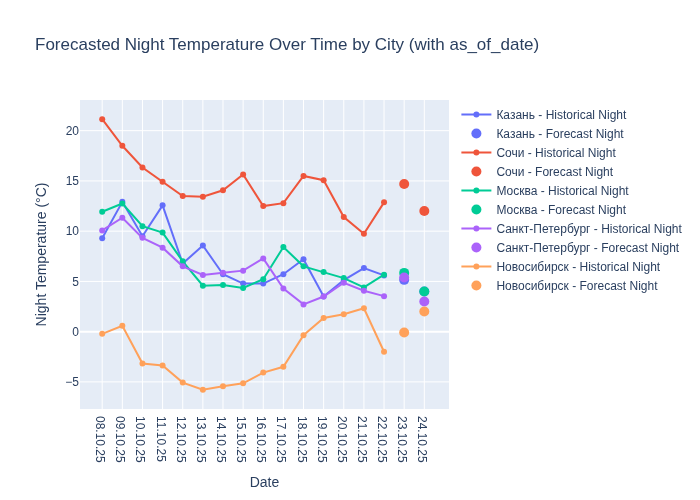 Forecasted Night Temperature Over Time by City (with as_of_date)
Night Temperature (°C)
20
15
10
5
0
−5
08.10.25
09.10.25
10.10.25
11.10.25
12.10.25
13.10.25
14.10.25
15.10.25
16.10.25
17.10.25
18.10.25
19.10.25
20.10.25
21.10.25
22.10.25
23.10.25
24.10.25
Date
Казань - Historical Night
Казань - Forecast Night
Сочи - Historical Night
Сочи - Forecast Night
Москва - Historical Night
Москва - Forecast Night
Санкт-Петербург - Historical Night
Санкт-Петербург - Forecast Night
Новосибирск - Historical Night
Новосибирск - Forecast Night